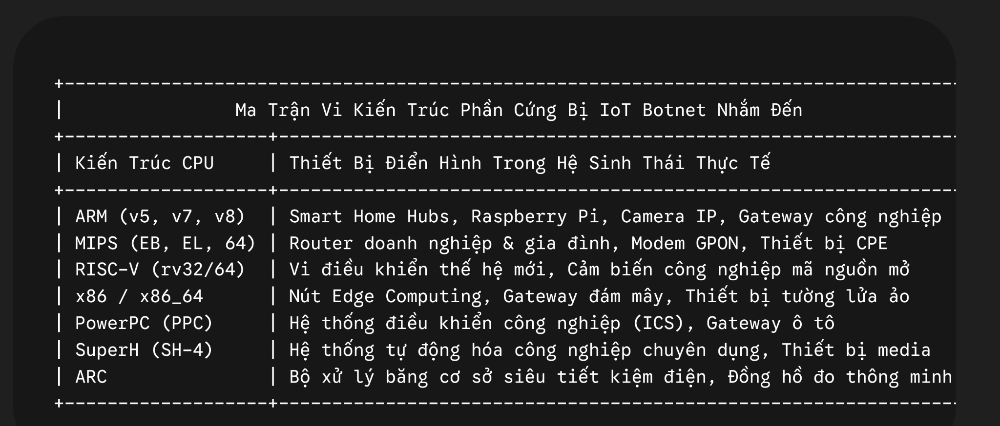 +--------------------------------------------------------------------------------
| Ma Trận Vi Kiến Trúc Phần Cứng Bị IoT Botnet Nhắm Đến
+-------------------+------------------------------------------------------------
| Kiến Trúc CPU | Thiết Bị Điển Hình Trong Hệ Sinh Thái Thực Tế
+-------------------+------------------------------------------------------------
| ARM (v5, v7, v8) | Smart Home Hubs, Raspberry Pi, Camera IP, Gateway công nghiệp
| MIPS (EB, EL, 64) | Router doanh nghiệp & gia đình, Modem GPON, Thiết bị CPE
| RISC-V (rv32/64) | Vi điều khiển thế hệ mới, Cảm biến công nghiệp mã nguồn mở
| x86 / x86_64 | Nút Edge Computing, Gateway đám mây, Thiết bị tường lửa ảo
| PowerPC (PPC) | Hệ thống điều khiển công nghiệp (ICS), Gateway ô tô
| SuperH (SH-4) | Hệ thống tự động hóa công nghiệp chuyên dụng, Thiết bị media
| ARC | Bộ xử lý băng cơ sở siêu tiết kiệm điện, Đồng hồ đo thông minh
+-------------------+------------------------------------------------------------